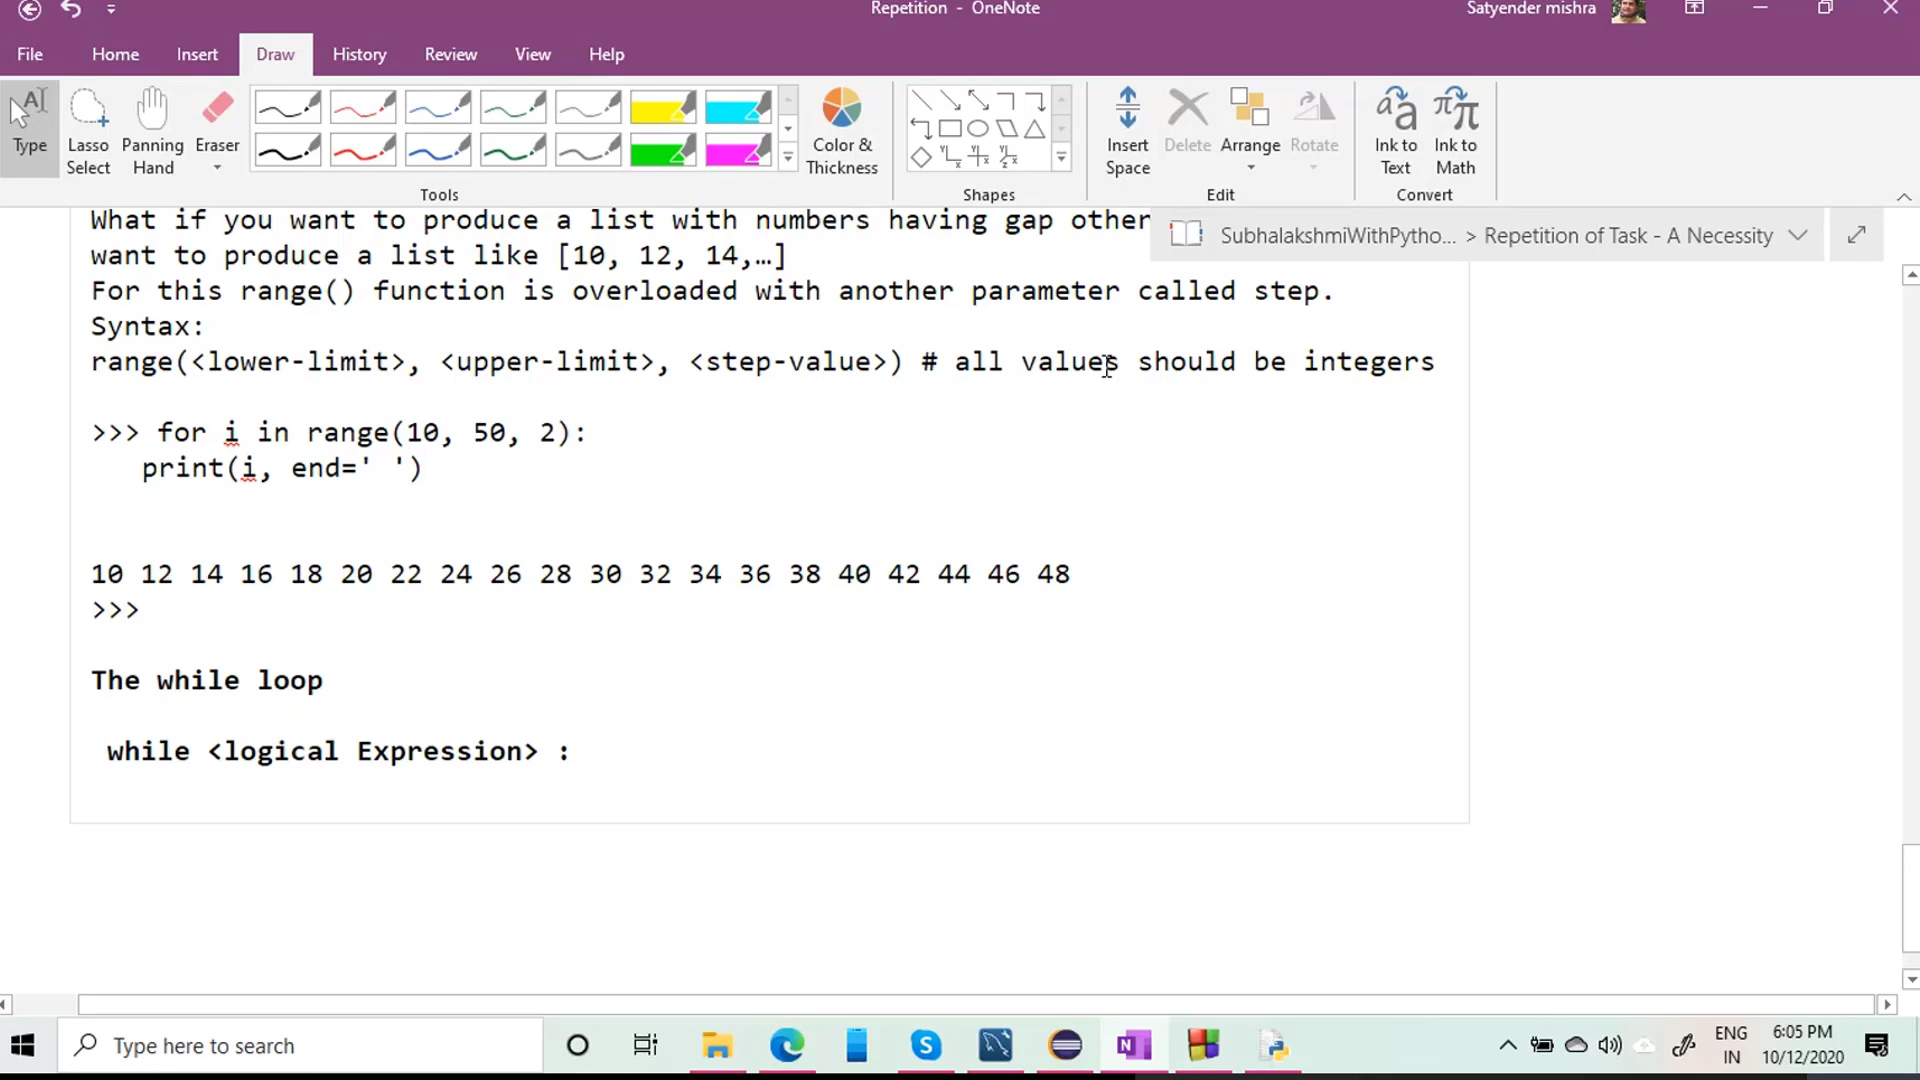 Repetition - OneNote
Satyender mishra
File Home Insert Draw History Review View Help
Type
Lasso Select
Panning Hand
Eraser
Color & Thickness
Insert Space
Delete
Arrange
Rotate
Ink to Text
Ink to Math
Tools
Shapes
Edit
Convert
SubhalakshmiWithPytho... > Repetition of Task - A Necessity
What if you want to produce a list with numbers having gap other
want to produce a list like [10, 12, 14,…]
For this range() function is overloaded with another parameter called step.
Syntax:
range(<lower-limit>, <upper-limit>, <step-value>) # all values should be integers
>>> for i in range(10, 50, 2):
print(i, end=' ')
10 12 14 16 18 20 22 24 26 28 30 32 34 36 38 40 42 44 46 48
>>>
The while loop
while <logical Expression> :
Type here to search
ENG
IN
6:05 PM
10/12/2020